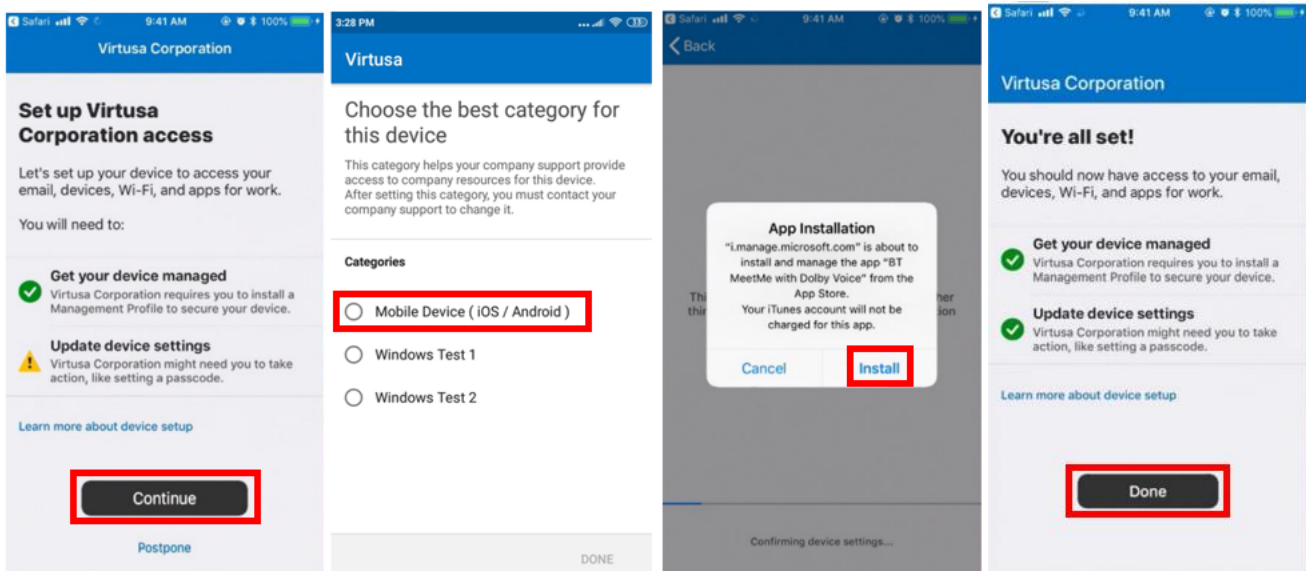 Safari 9:41 AM 100%
Virtusa Corporation
Set up Virtusa
Corporation access
Let's set up your device to access your
email, devices, Wi-Fi, and apps for work.
You will need to:
Get your device managed
Virtusa Corporation requires you to install a
Management Profile to secure your device.
Update device settings
Virtusa Corporation might need you to take
action, like setting a passcode.
Learn more about device setup
Continue
Postpone
3:28 PM
Virtusa
Choose the best category for
this device
This category helps your company support provide
access to company resources for this device.
After setting this category, you must contact your
company support to change it.
Categories
Mobile Device ( iOS / Android )
Windows Test 1
Windows Test 2
DONE
Safari 9:41 AM 100%
Back
App Installation
"i.manage.microsoft.com" is about to
install and manage the app "BT
MeetMe with Dolby Voice" from the
App Store.
Your iTunes account will not be
charged for this app.
Cancel Install
Confirming device settings...
Safari 9:41 AM 100%
Virtusa Corporation
You're all set!
You should now have access to your email,
devices, Wi-Fi, and apps for work.
Get your device managed
Virtusa Corporation requires you to install a
Management Profile to secure your device.
Update device settings
Virtusa Corporation might need you to take
action, like setting a passcode.
Learn more about device setup
Done